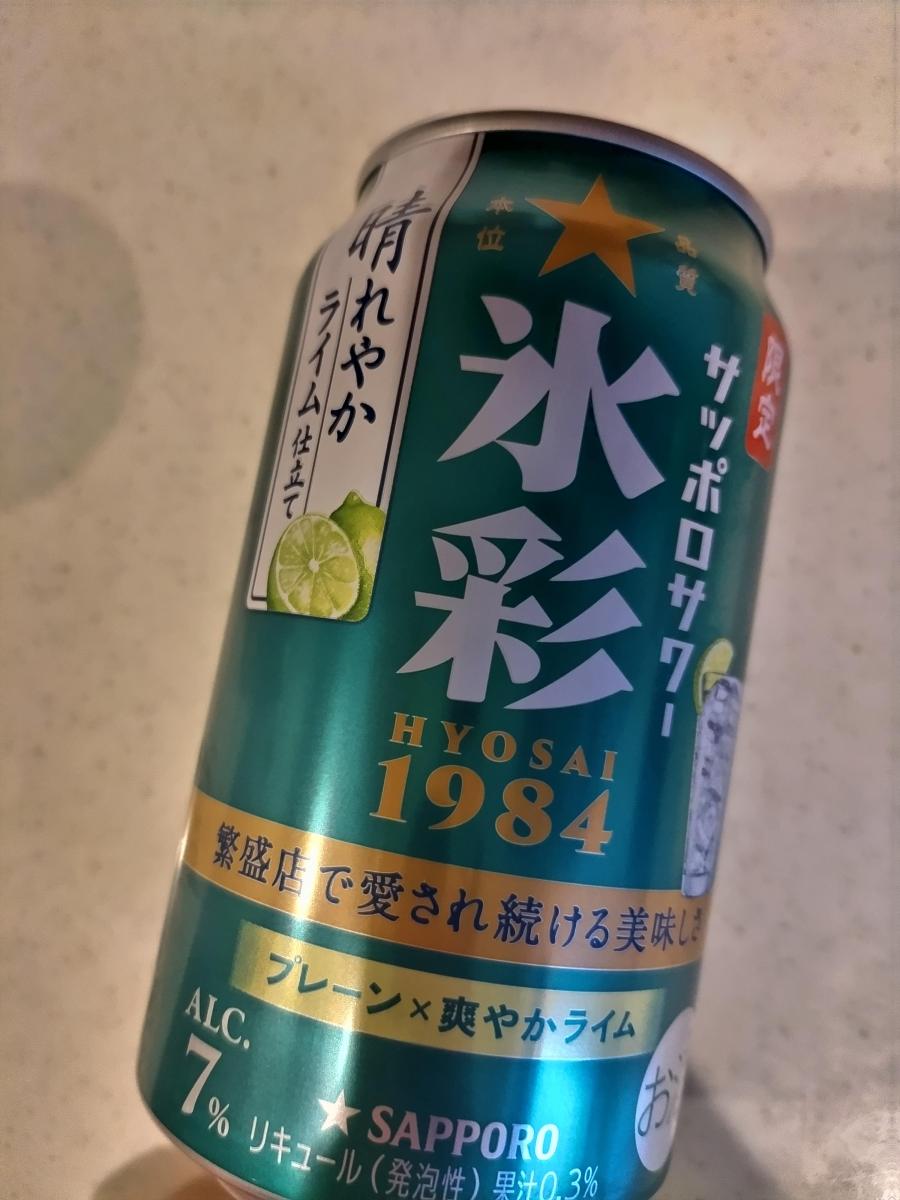 本位
品質
限定
サッポロサワー
氷彩
HYOSAI
1984
晴れやか
ライム仕立て
繁盛店で愛され続ける美味しさ
プレーン×爽やかライム
ALC.
7%
SAPPORO
リキュール(発泡性)果汁0.3%
お